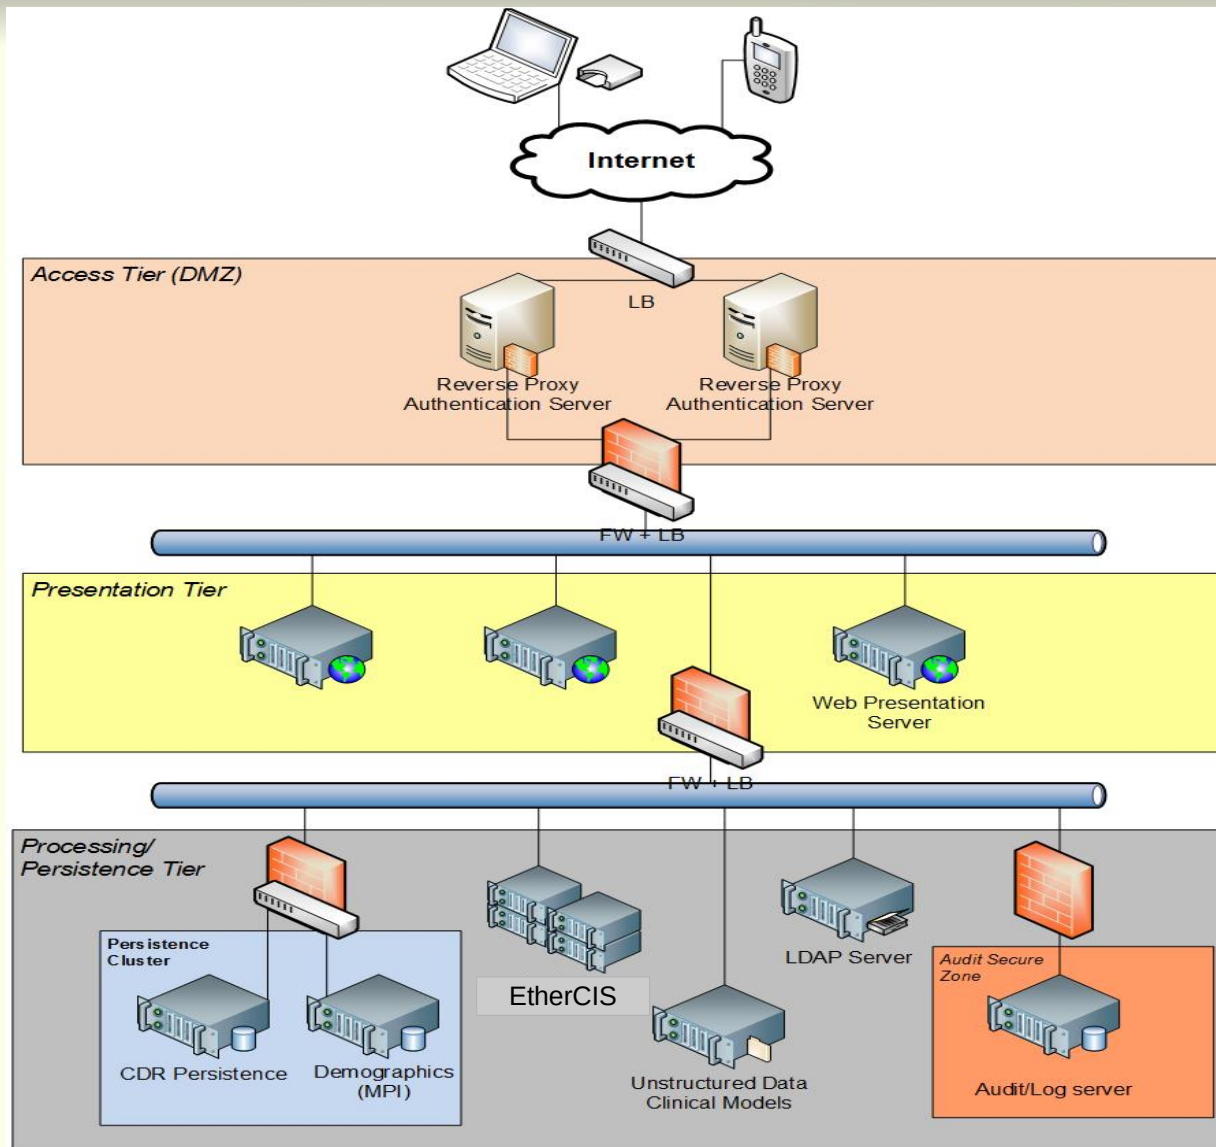 Internet
Access Tier (DMZ)
LB
Reverse Proxy
Authentication Server
Reverse Proxy
Authentication Server
FW + LB
Presentation Tier
Web Presentation
Server
FW + LB
Processing/
Persistence Tier
Persistence
Cluster
CDR Persistence
Demographics
(MPI)
EtherCIS
Unstructured Data
Clinical Models
LDAP Server
Audit Secure
Zone
Audit/Log server